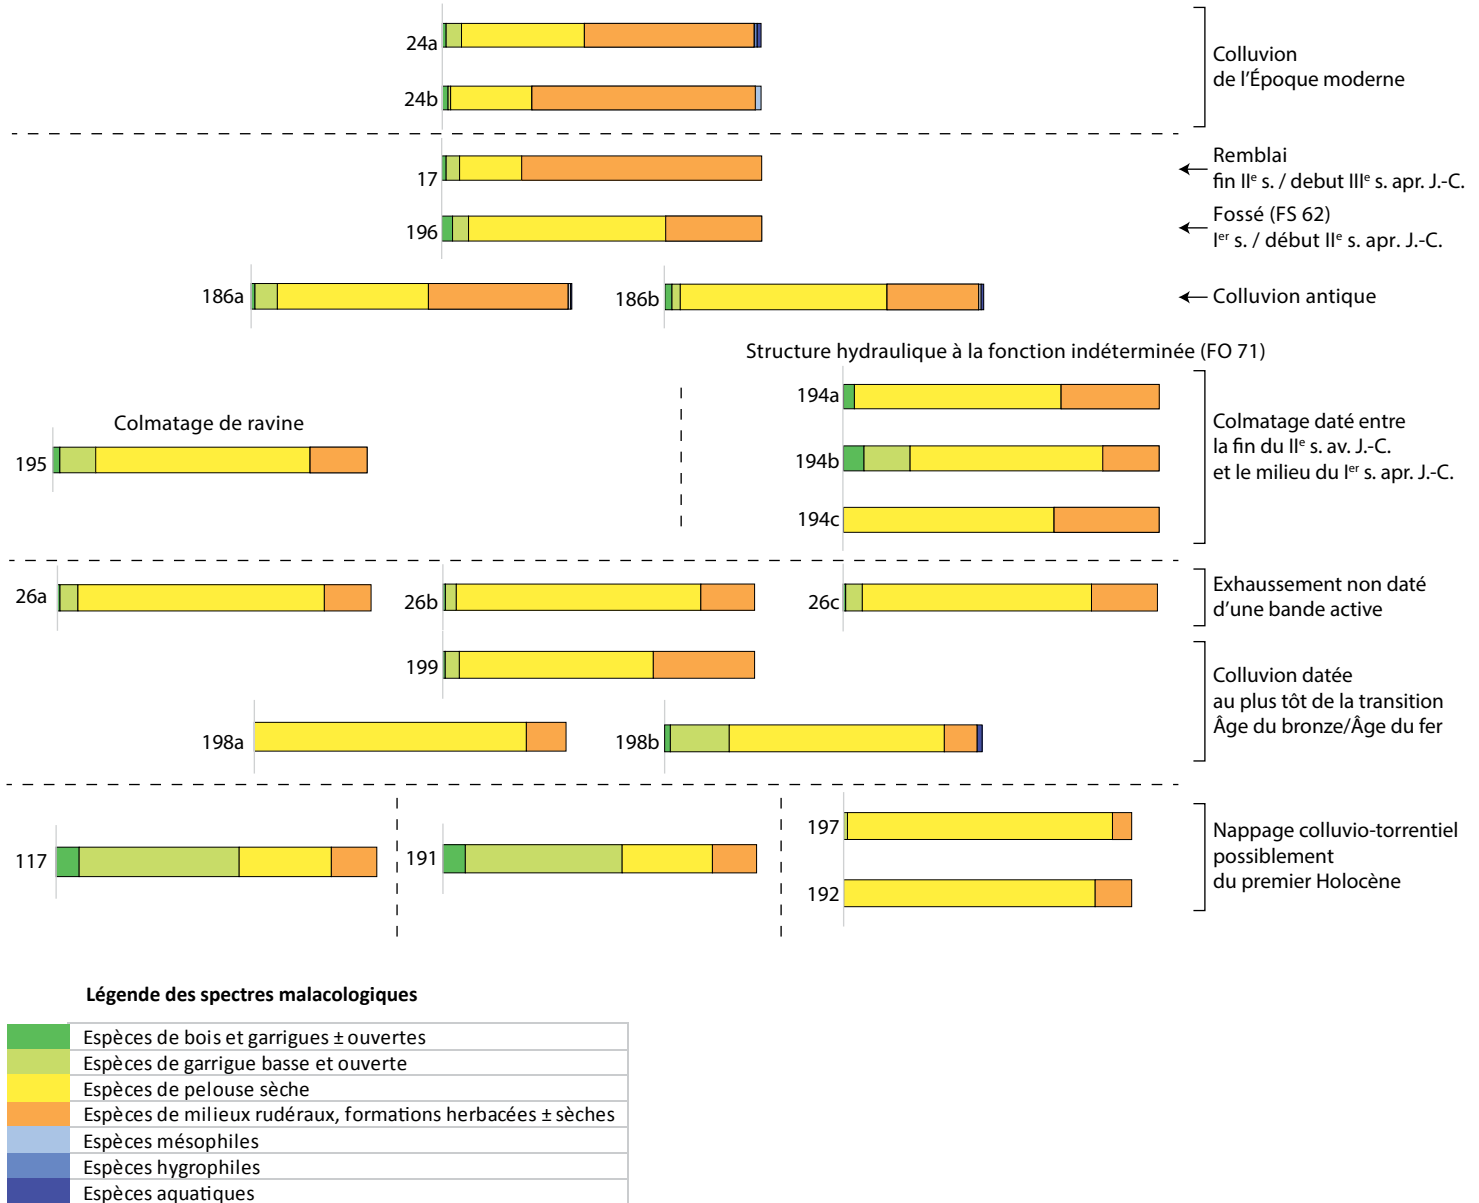 24a
24b
Colluvion
de l'Époque moderne
17
Remblai
fin IIe s. / debut IIIe s. apr. J.-C.
196
Fossé (FS 62)
Ier s. / début IIe s. apr. J.-C.
186a
186b
Colluvion antique
Structure hydraulique à la fonction indéterminée (FO 71)
Colmatage de ravine
195
194a
194b
194c
Colmatage daté entre
la fin du IIe s. av. J.-C.
et le milieu du Ier s. apr. J.-C.
26a
26b
26c
Exhaussement non daté
d'une bande active
199
198a
198b
Colluvion datée
au plus tôt de la transition
Âge du bronze/Âge du fer
117
191
197
192
Nappage colluvio-torrentiel
possiblement
du premier Holocène
Légende des spectres malacologiques
Espèces de bois et garrigues ± ouvertes
Espèces de garrigue basse et ouverte
Espèces de pelouse sèche
Espèces de milieux rudéraux, formations herbacées ± sèches
Espèces mésophiles
Espèces hygrophiles
Espèces aquatiques